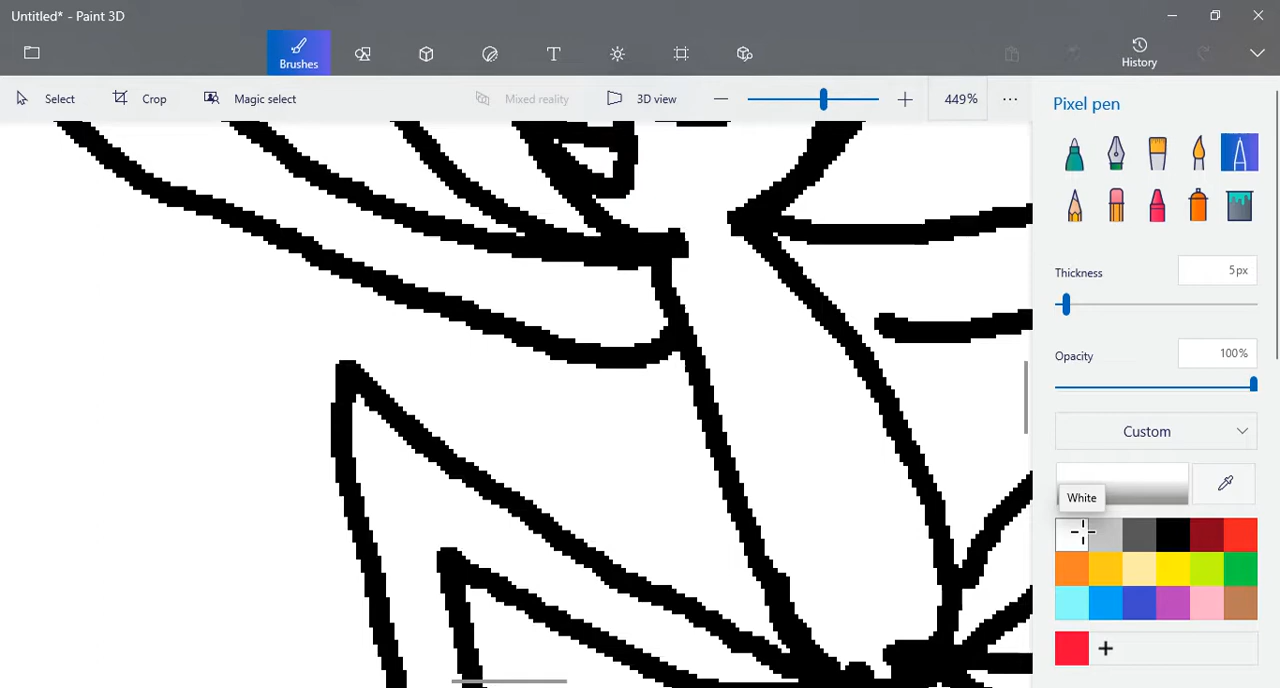 Untitled* - Paint 3D
Brushes
History
Select
Crop
Magic select
Mixed reality
3D view
449%
Pixel pen
Thickness
5px
Opacity
100%
Custom
White